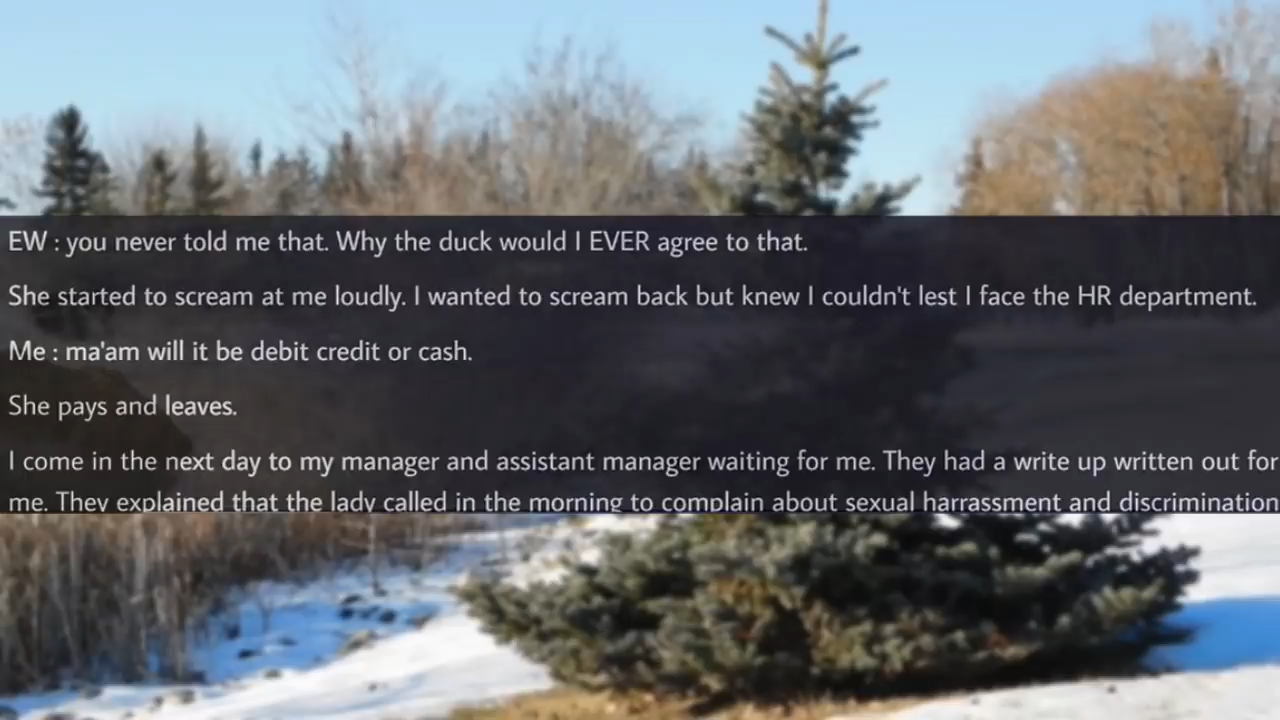 EW : you never told me that. Why the duck would I EVER agree to that.
She started to scream at me loudly. I wanted to scream back but knew I couldn't lest I face the HR department.
Me : ma'am will it be debit credit or cash.
She pays and leaves.
I come in the next day to my manager and assistant manager waiting for me. They had a write up written out for
me. They explained that the lady called in the morning to complain about sexual harrassment and discrimination